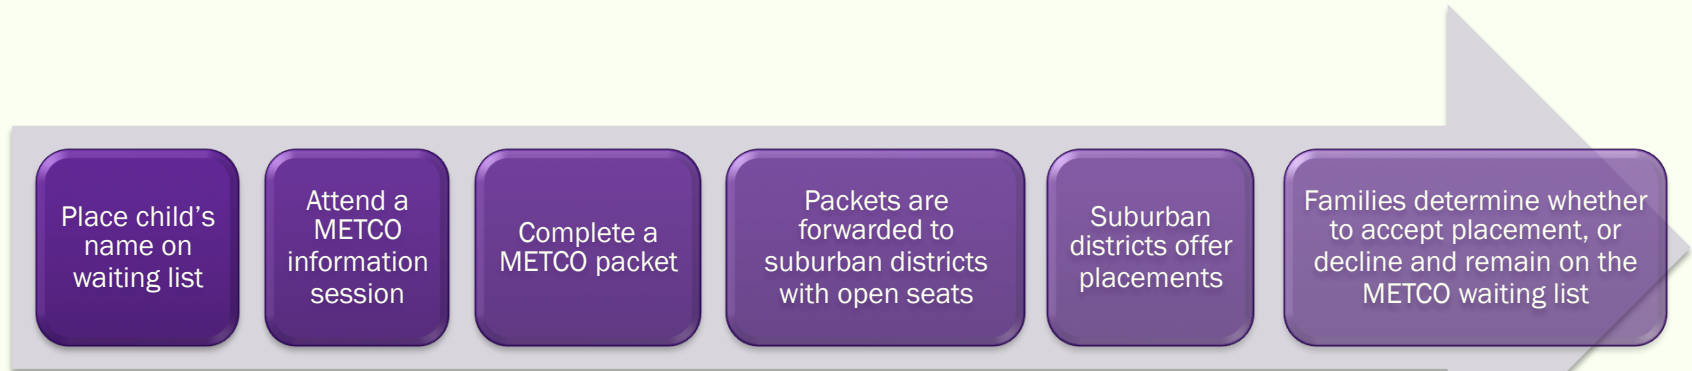 Place child’s
name on
waiting list
Attend a
METCO
information
session
Complete a
METCO packet
Packets are
forwarded to
suburban districts
with open seats
Suburban
districts offer
placements
Families determine whether
to accept placement, or
decline and remain on the
METCO waiting list